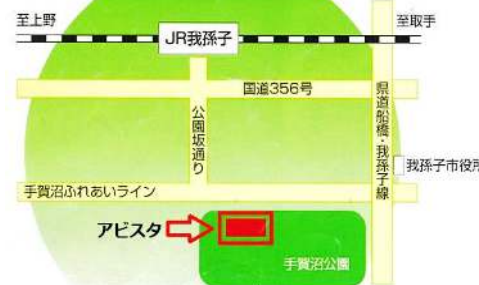 至上野
至取手
JR我孫子
国道356号
公園坂通り
県道船橋・我孫子線
我孫子市役所
手賀沼ふれあいライン
アビスタ
手賀沼公園